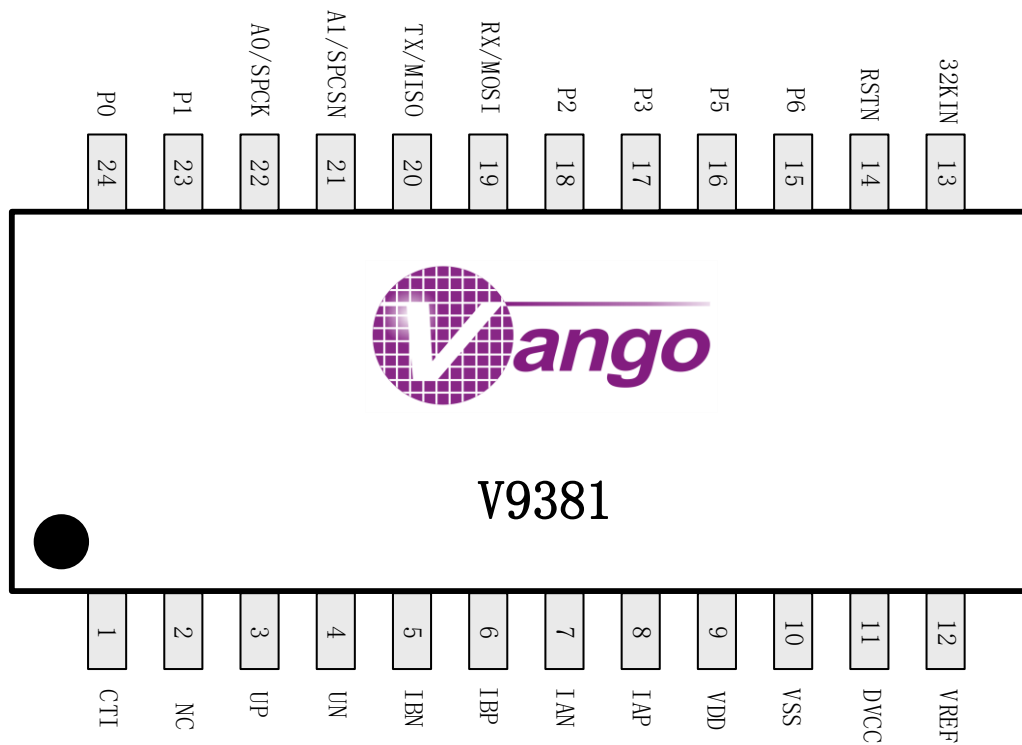 P0 P1 A0/SPCK A1/SPCSN TX/MISO RX/MOSI P2 P3 P5 P6 RSTN 32KIN
24 23 22 21 20 19 18 17 16 15 14 13
Vango
V9381
1 2 3 4 5 6 7 8 9 10 11 12
CTI NC UP UN IBN IBP IAN IAP VDD VSS DVCC VREF